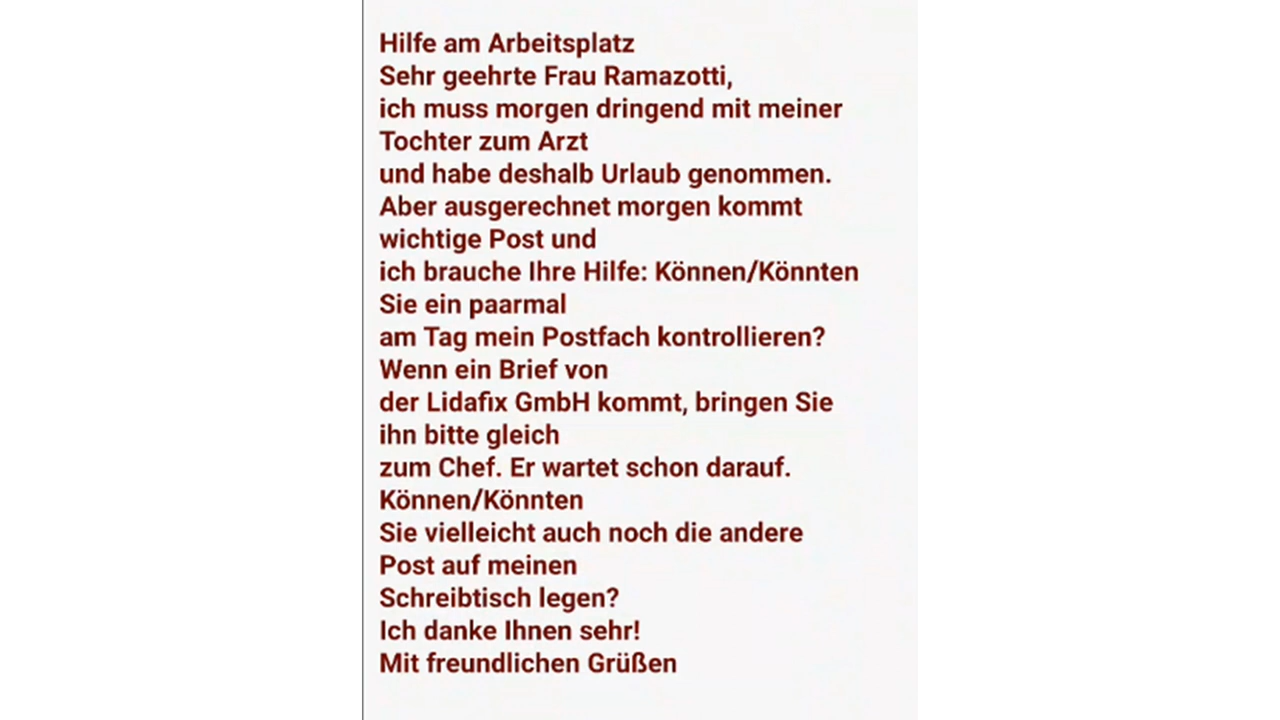 Hilfe am Arbeitsplatz
Sehr geehrte Frau Ramazotti,
ich muss morgen dringend mit meiner
Tochter zum Arzt
und habe deshalb Urlaub genommen.
Aber ausgerechnet morgen kommt
wichtige Post und
ich brauche Ihre Hilfe: Können/Könnten
Sie ein paarmal
am Tag mein Postfach kontrollieren?
Wenn ein Brief von
der Lidafix GmbH kommt, bringen Sie
ihn bitte gleich
zum Chef. Er wartet schon darauf.
Können/Könnten
Sie vielleicht auch noch die andere
Post auf meinen
Schreibtisch legen?
Ich danke Ihnen sehr!
Mit freundlichen Grüßen